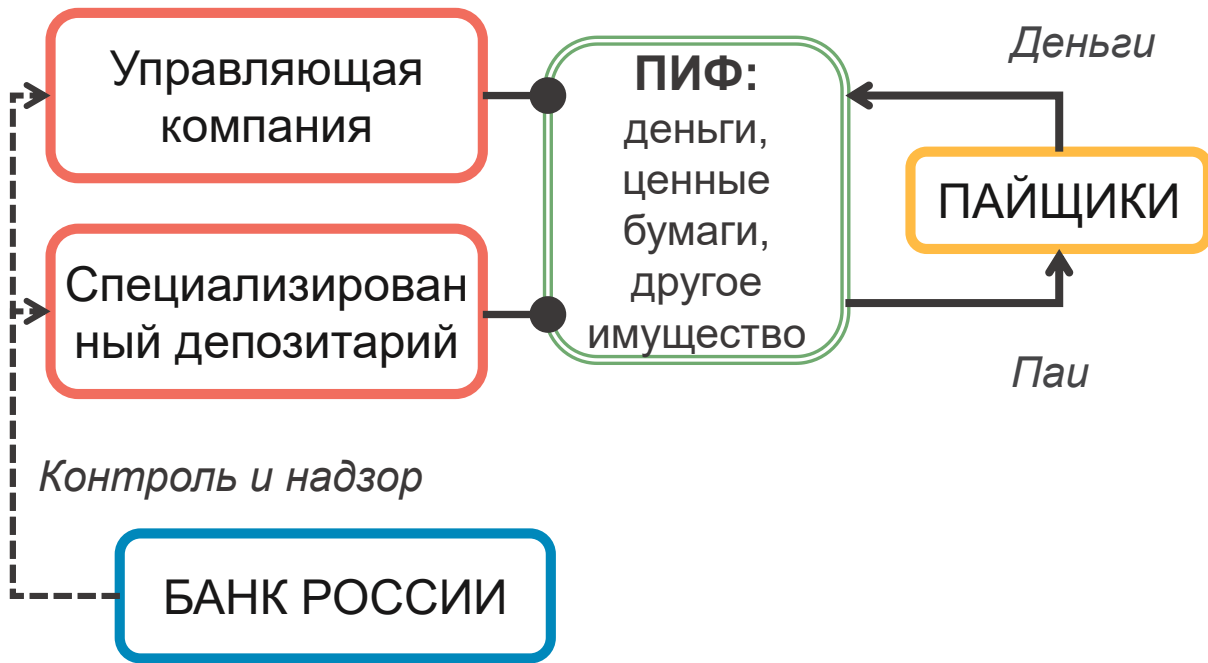 Управляющая
компания
Специализирован
ный депозитарий
Контроль и надзор
БАНК РОССИИ
ПИФ:
деньги,
ценные
бумаги,
другое
имущество
Деньги
ПАЙЩИКИ
Паи